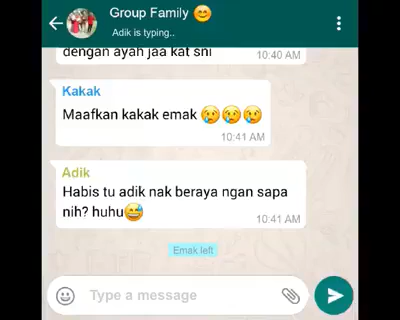 Group Family 😊
Adik is typing..
dengan ayah jaa kat sni
10:40 AM
Kakak
Maafkan kakak emak 😢😢😢
10:41 AM
Adik
Habis tu adik nak beraya ngan sapa
nih? huhu😅
10:41 AM
Emak left
Type a message